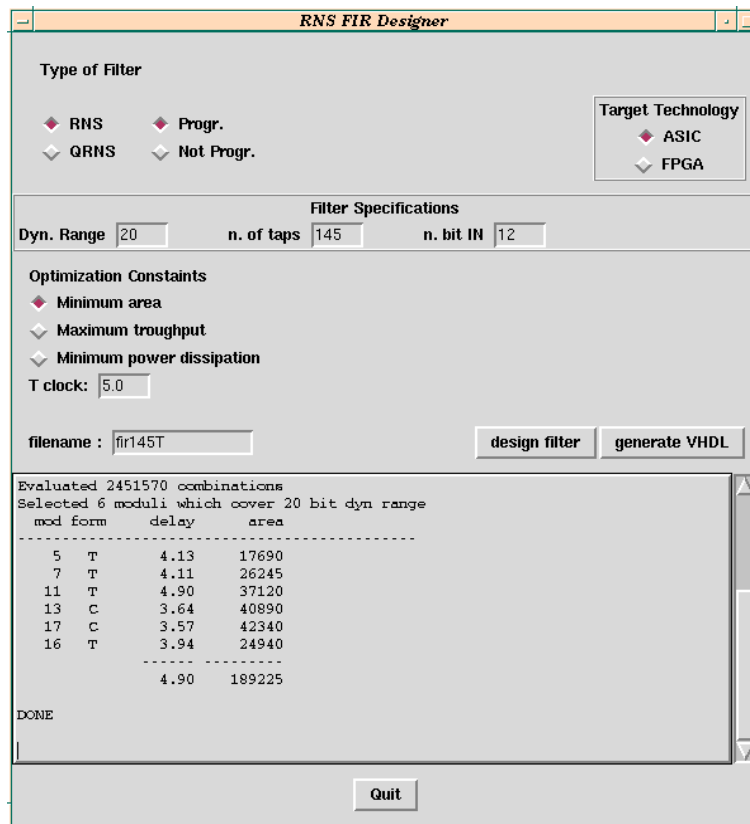 RNS FIR Designer
Type of Filter
RNS Progr.
QRNS Not Progr.
Target Technology
ASIC
FPGA
Filter Specifications
Dyn. Range 20 n. of taps 145 n. bit IN 12
Optimization Constaints
Minimum area
Maximum troughput
Minimum power dissipation
T clock: 5.0
filename : fir145T design filter generate VHDL
Evaluated 2451570 combinations
Selected 6 moduli which cover 20 bit dyn range
mod form delay area
------------------------------------------------
5 T 4.13 17690
7 T 4.11 26245
11 T 4.90 37120
13 C 3.64 40890
17 C 3.57 42340
16 T 3.94 24940
------ ---------
4.90 189225
DONE
Quit